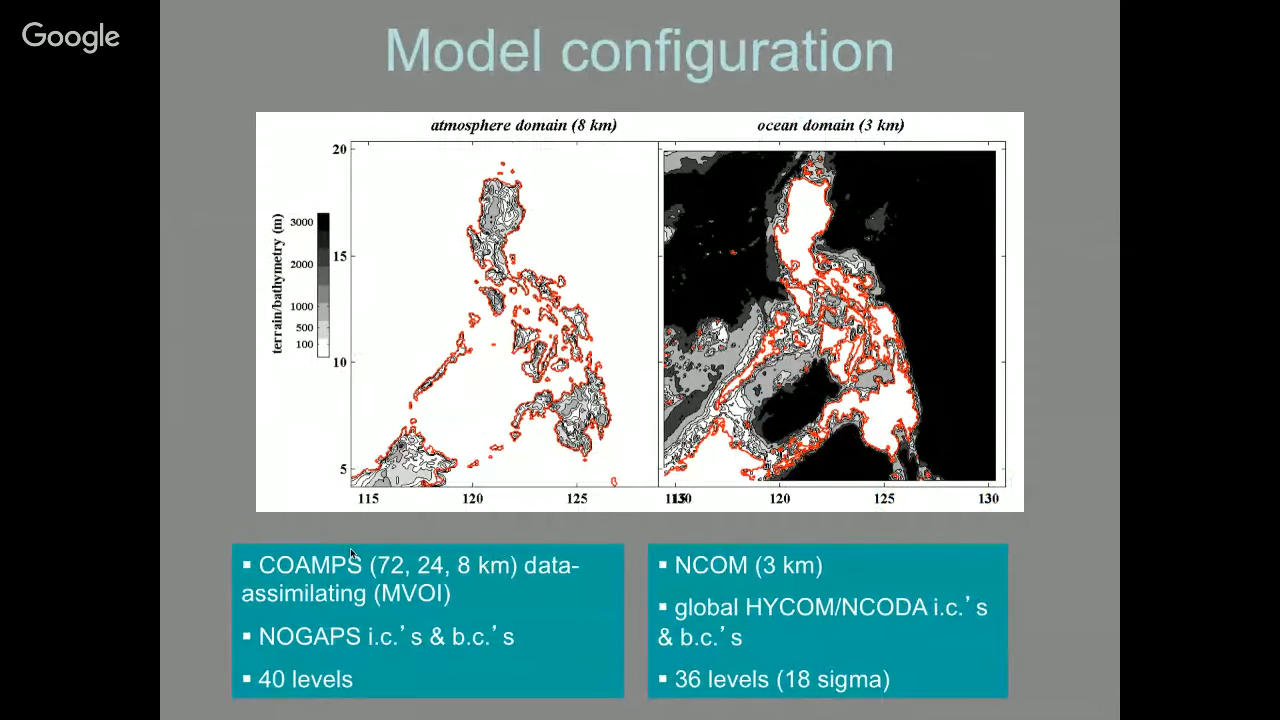 Google
Model configuration
atmosphere domain (8 km)
ocean domain (3 km)
terrain/bathymetry (m)
3000
2000
1000
500
100
20
15
10
5
115
120
125
120
125
130
▪ COAMPS (72, 24, 8 km) data-
assimilating (MVOI)
▪ NOGAPS i.c.’s & b.c.’s
▪ 40 levels
▪ NCOM (3 km)
▪ global HYCOM/NCODA i.c.’s
& b.c.’s
▪ 36 levels (18 sigma)